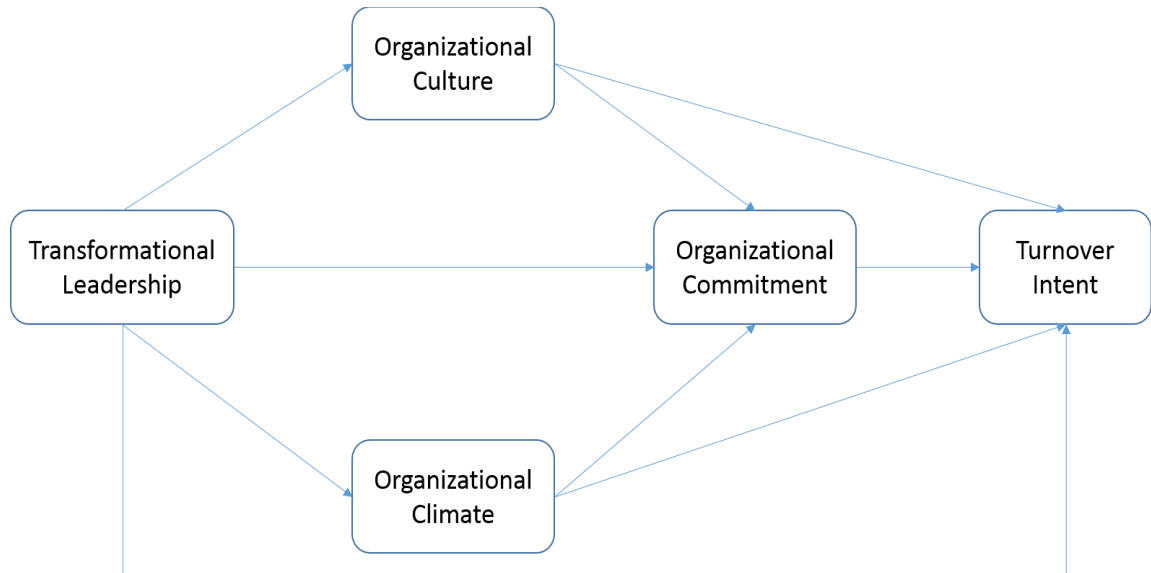 Organizational
Culture
Transformational
Leadership
Organizational
Commitment
Turnover
Intent
Organizational
Climate